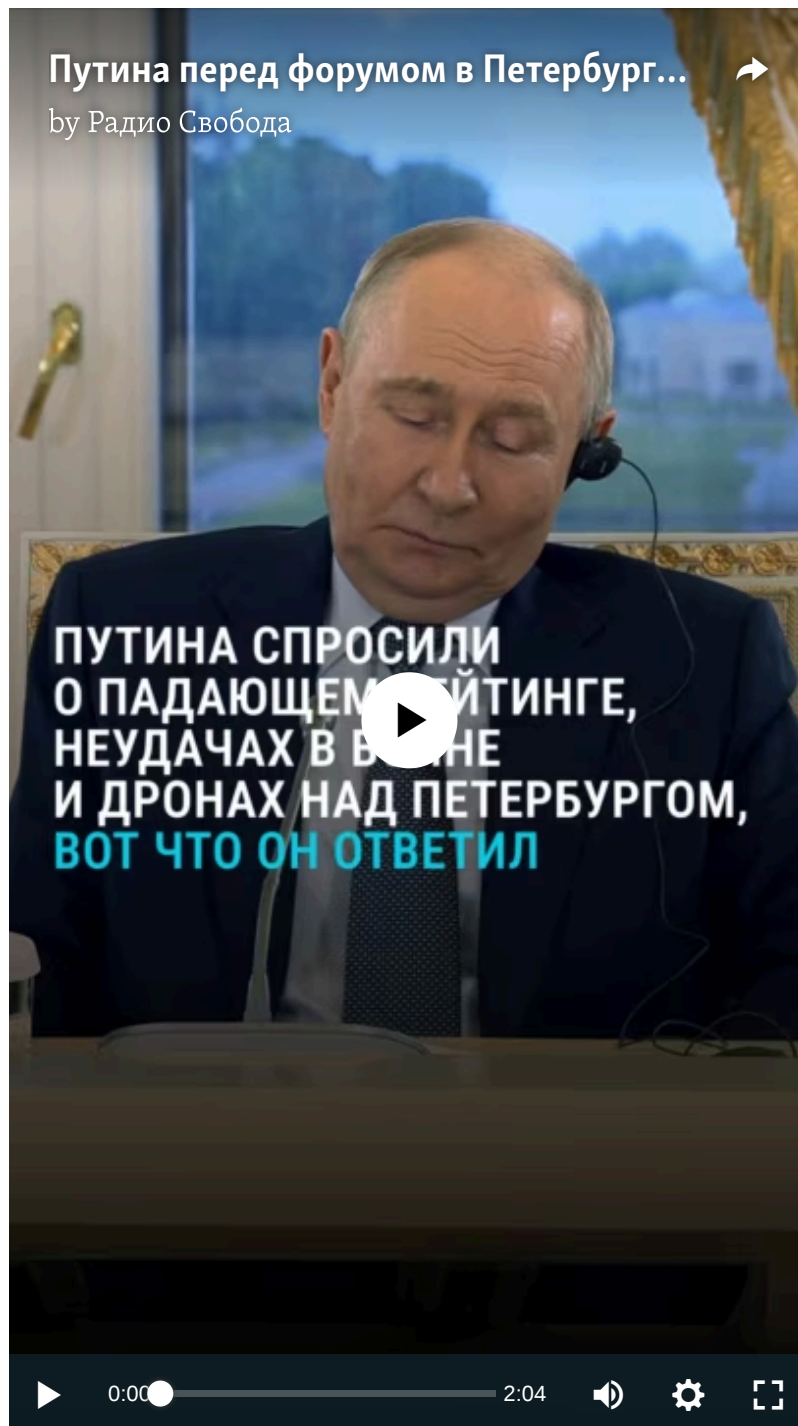 Путина перед форумом в Петербург...
by Радио Свобода
ПУТИНА СПРОСИЛИ
О ПАДАЮЩЕМ
НЕУДАЧАХ В
И ДРОНАХ НАД ПЕТЕРБУРГОМ,
ВОТ ЧТО ОН ОТВЕТИЛ
0:00
2:04